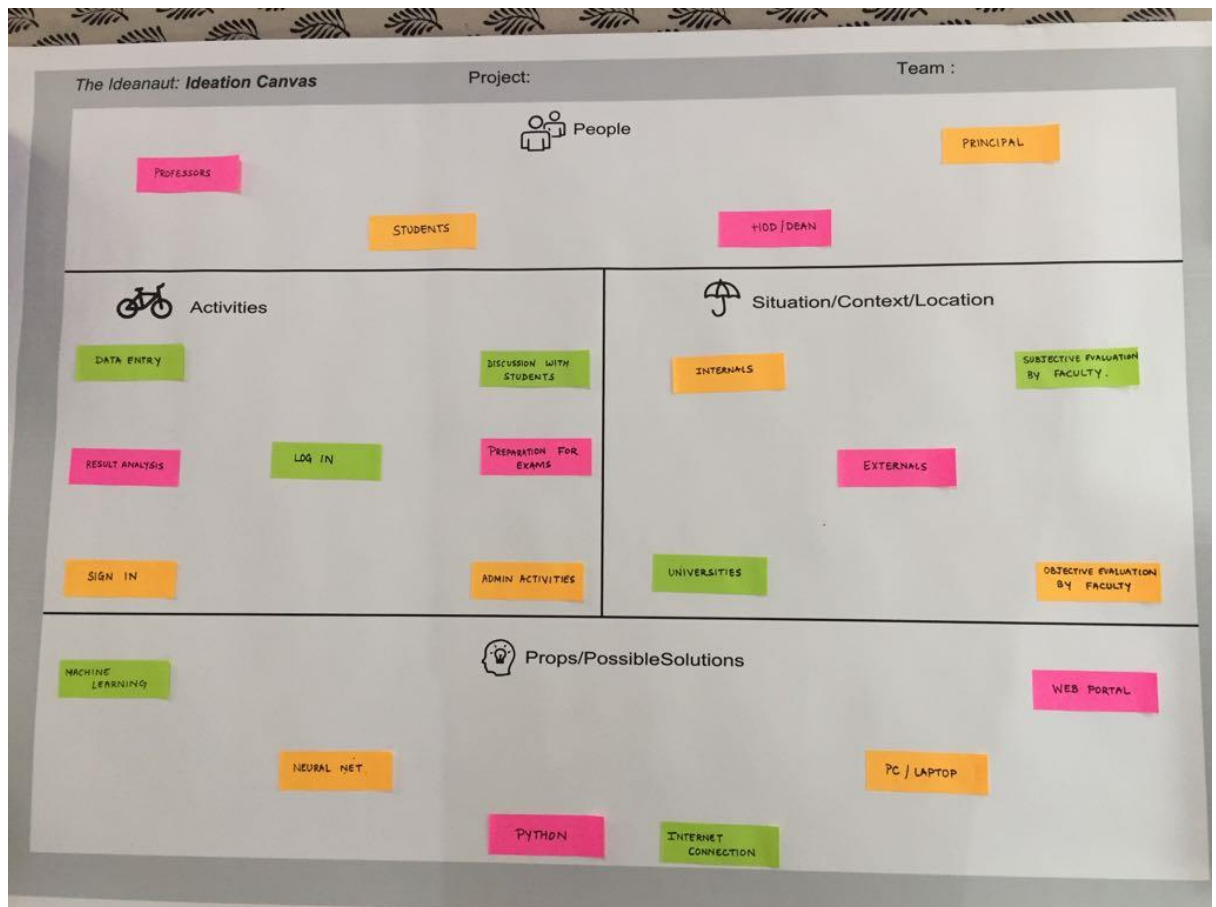 The Ideanaut: Ideation Canvas
Project:
Team :
People
PROFESSORS
STUDENTS
HOD/DEAN
PRINCIPAL
Activities
DATA ENTRY
DISCUSSION WITH
STUDENTS
RESULT ANALYSIS
LOG IN
PREPARATION FOR
EXAMS
SIGN IN
ADMIN ACTIVITIES
Situation/Context/Location
INTERNALS
SUBJECTIVE EVALUATION
BY FACULTY.
EXTERNALS
UNIVERSITIES
OBJECTIVE EVALUATION
BY FACULTY
Props/PossibleSolutions
MACHINE
LEARNING
NEURAL NET.
PYTHON
INTERNET
CONNECTION
PC / LAPTOP
WEB PORTAL